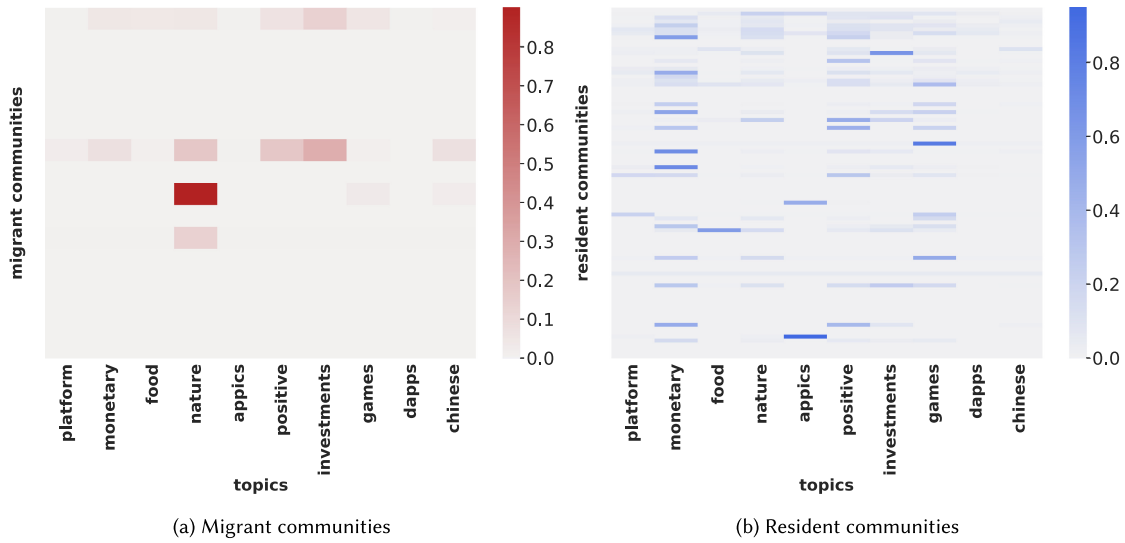 migrant communities
0.8
0.7
0.6
0.5
0.4
0.3
0.2
0.1
0.0
platform
monetary
food
nature
appics
positive
investments
games
dapps
chinese
topics
(a) Migrant communities
resident communities
0.8
0.6
0.4
0.2
0.0
platform
monetary
food
nature
appics
positive
investments
games
dapps
chinese
topics
(b) Resident communities